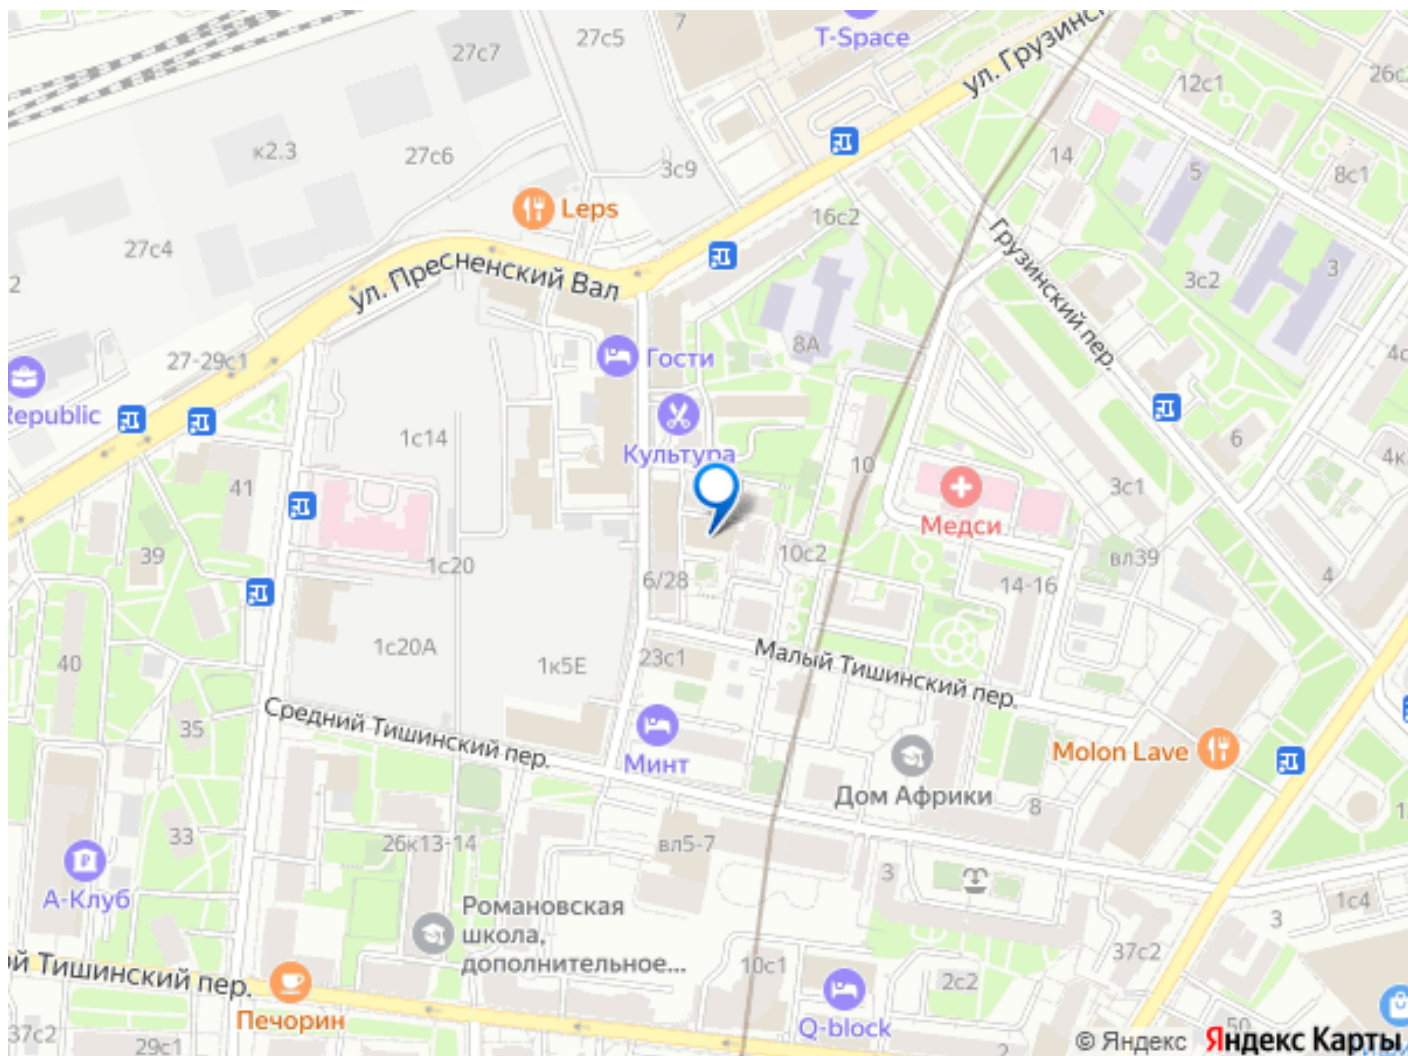 27с5
7
T-Space
27с7
ул. Грузинс
26с
12с1
к2.3
27с6
3с9
14
5
8с1
Leps
16с2
27с4
Грузинский пер.
3с2
3
2
ул. Пресненский Вал
8А
27-29с1
Гости
4с
Republic
1с14
Культура
6
10
4к
41
3с1
Медси
39
1с20
10с2
вл39
6/28
14-16
4
1с20А
40
1к5Е
23с1
Малый Тишинский пер.
Средний Тишинский пер.
35
Минт
Molon Lave
Дом Африки
8
33
26к13-14
вл5-7
3
А-Клуб
1с4
Романовская
школа,
дополнительное...
3
37с2
ой Тишинский пер.
10с1
2с2
Печорин
Q-block
37с2
50
29с1
2
© Яндекс Яндекс Карты